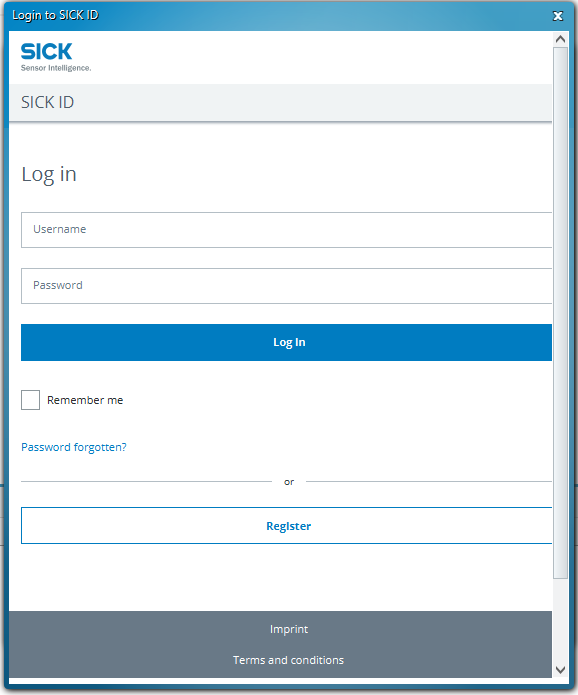 Login to SICK ID
SICK
Sensor Intelligence.
SICK ID
Log in
Username
Password
Log In
Remember me
Password forgotten?
or
Register
Imprint
Terms and conditions